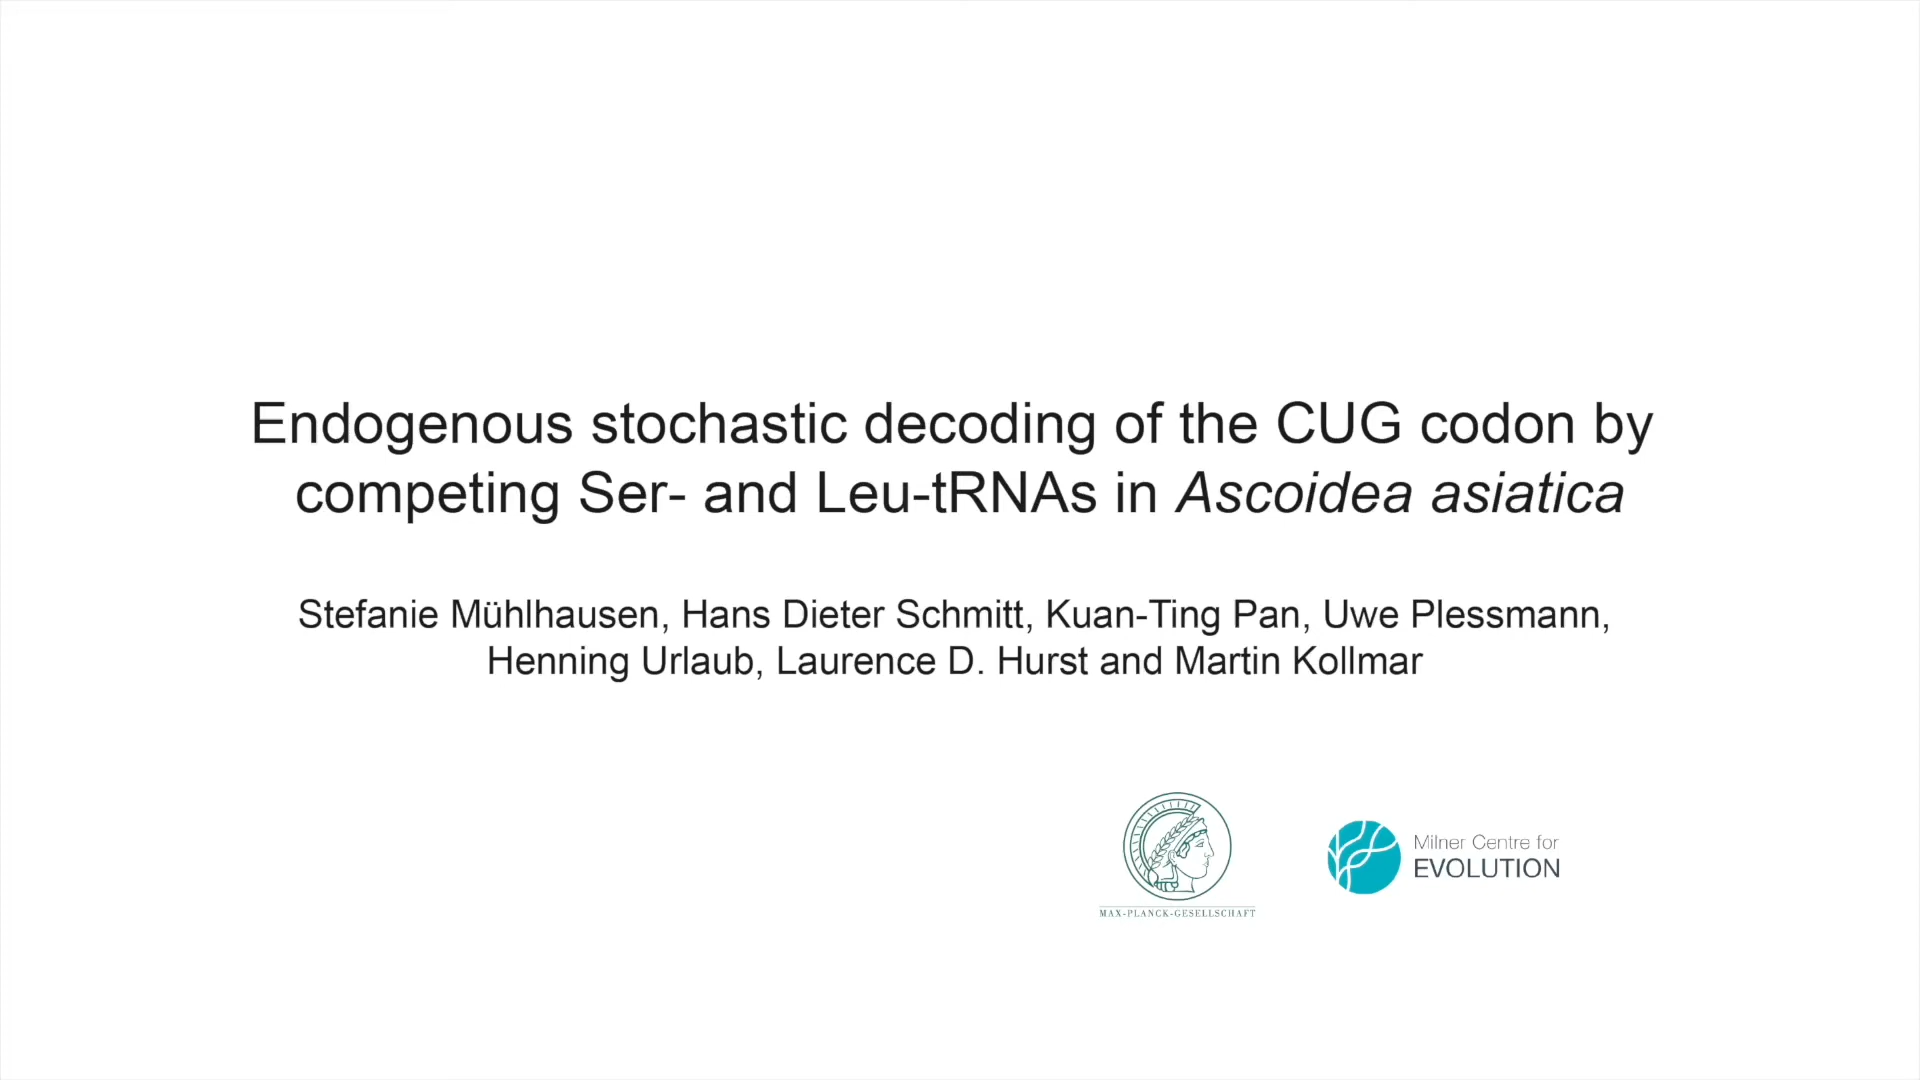 Endogenous stochastic decoding of the CUG codon by
competing Ser- and Leu-tRNAs in Ascoidea asiatica
Stefanie Mühlhausen, Hans Dieter Schmitt, Kuan-Ting Pan, Uwe Plessmann,
Henning Urlaub, Laurence D. Hurst and Martin Kollmar
MAX-PLANCK-GESELLSCHAFT
Milner Centre for
EVOLUTION